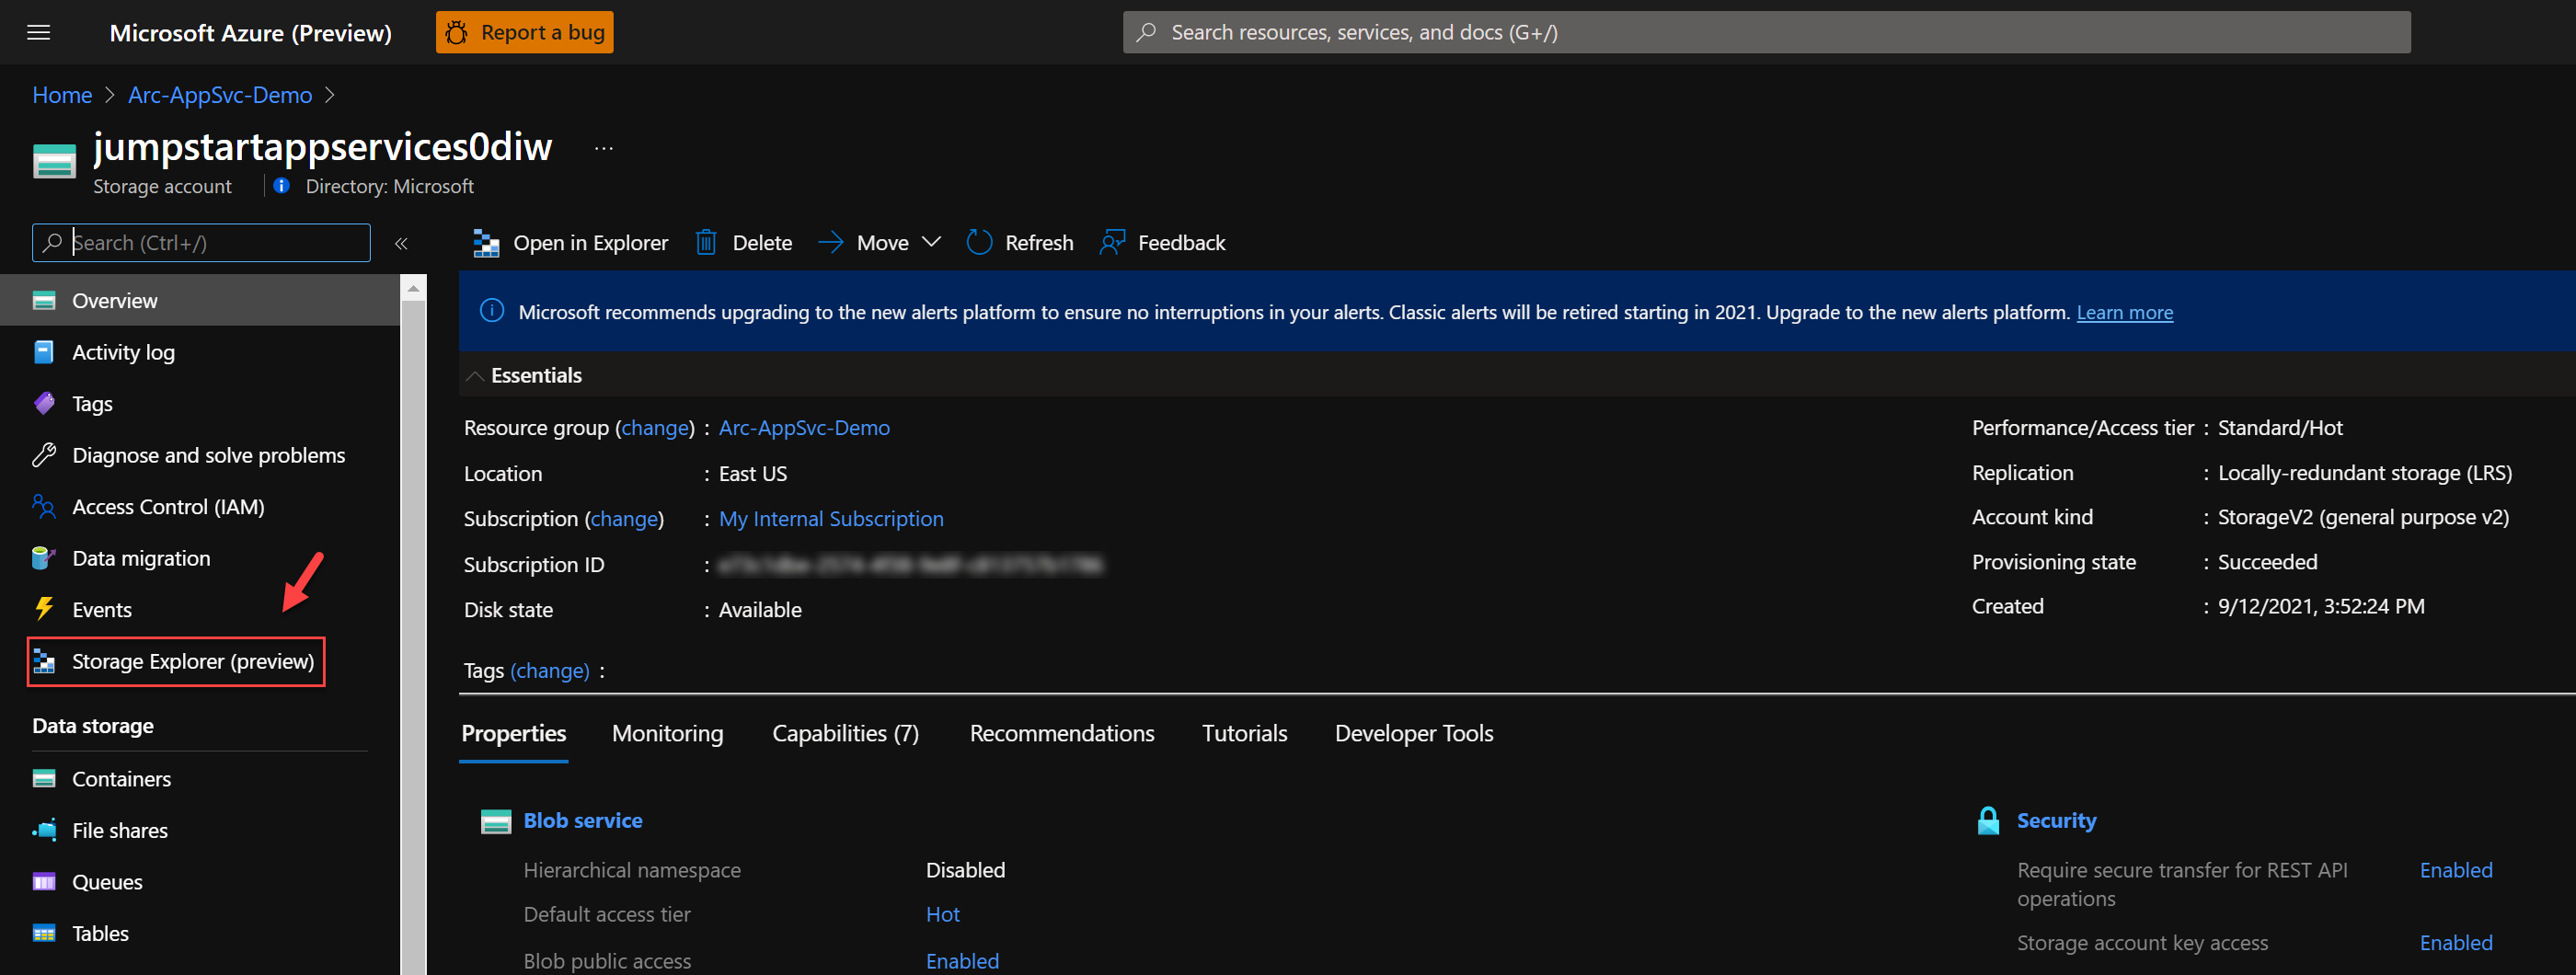 Microsoft Azure (Preview)
Report a bug
Search resources, services, and docs (G+/)
Home > Arc-AppSvc-Demo >
jumpstartappservices0diw ...
Storage account
Directory: Microsoft
Search (Ctrl+/)
«
Open in Explorer
Delete
Move
Refresh
Feedback
Overview
Activity log
Tags
Diagnose and solve problems
Access Control (IAM)
Data migration
Events
Storage Explorer (preview)
Data storage
Containers
File shares
Queues
Tables
Microsoft recommends upgrading to the new alerts platform to ensure no interruptions in your alerts. Classic alerts will be retired starting in 2021. Upgrade to the new alerts platform. Learn more
Essentials
Resource group (change) : Arc-AppSvc-Demo
Location : East US
Subscription (change) : My Internal Subscription
Subscription ID :
Disk state : Available
Tags (change) :
Performance/Access tier : Standard/Hot
Replication : Locally-redundant storage (LRS)
Account kind : StorageV2 (general purpose v2)
Provisioning state : Succeeded
Created : 9/12/2021, 3:52:24 PM
Properties
Monitoring
Capabilities (7)
Recommendations
Tutorials
Developer Tools
Blob service
Hierarchical namespace Disabled
Default access tier Hot
Blob public access Enabled
Security
Require secure transfer for REST API Enabled
operations
Storage account key access Enabled